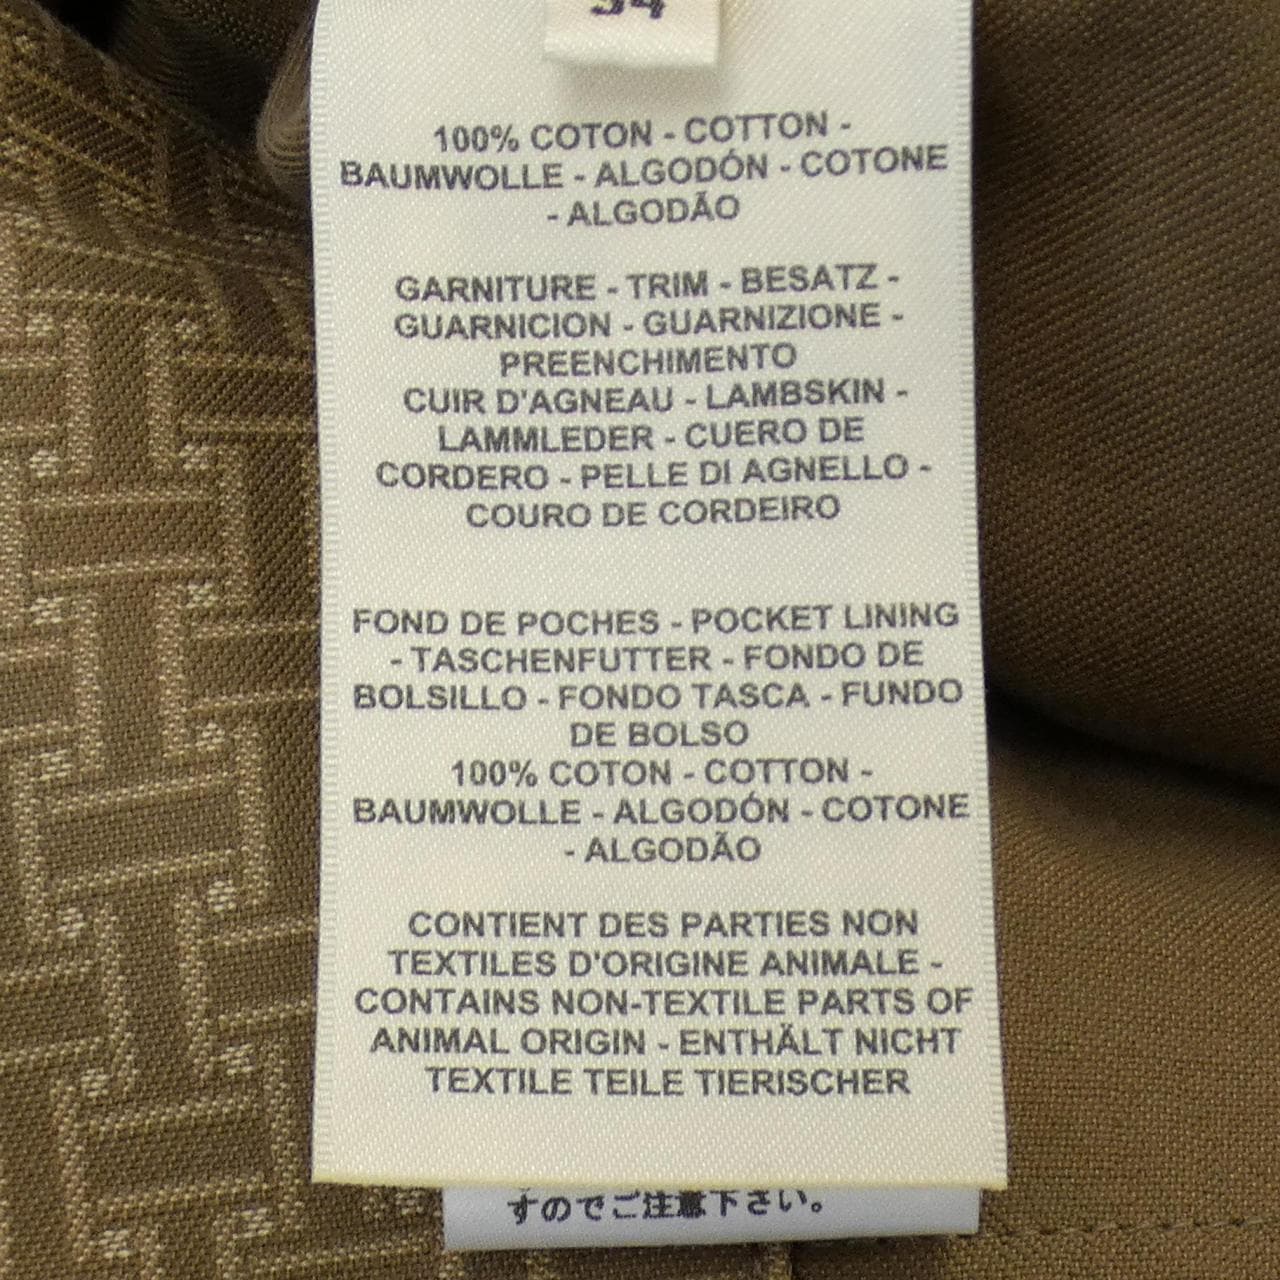 34
100% COTON - COTTON -
BAUMWOLLE - ALGODÓN - COTONE
- ALGODÃO
GARNITURE - TRIM - BESATZ -
GUARNICION - GUARNIZIONE -
PREENCHIMENTO
CUIR D'AGNEAU - LAMBSKIN -
LAMMLEDER - CUERO DE
CORDERO - PELLE DI AGNELLO -
COURO DE CORDEIRO
FOND DE POCHES - POCKET LINING
- TASCHENFUTTER - FONDO DE
BOLSILLO - FONDO TASCA - FUNDO
DE BOLSO
100% COTON - COTTON -
BAUMWOLLE - ALGODÓN - COTONE
- ALGODÃO
CONTIENT DES PARTIES NON
TEXTILES D'ORIGINE ANIMALE -
CONTAINS NON-TEXTILE PARTS OF
ANIMAL ORIGIN - ENTHÄLT NICHT
TEXTILE TEILE TIERISCHER
すのでご注意下さい。